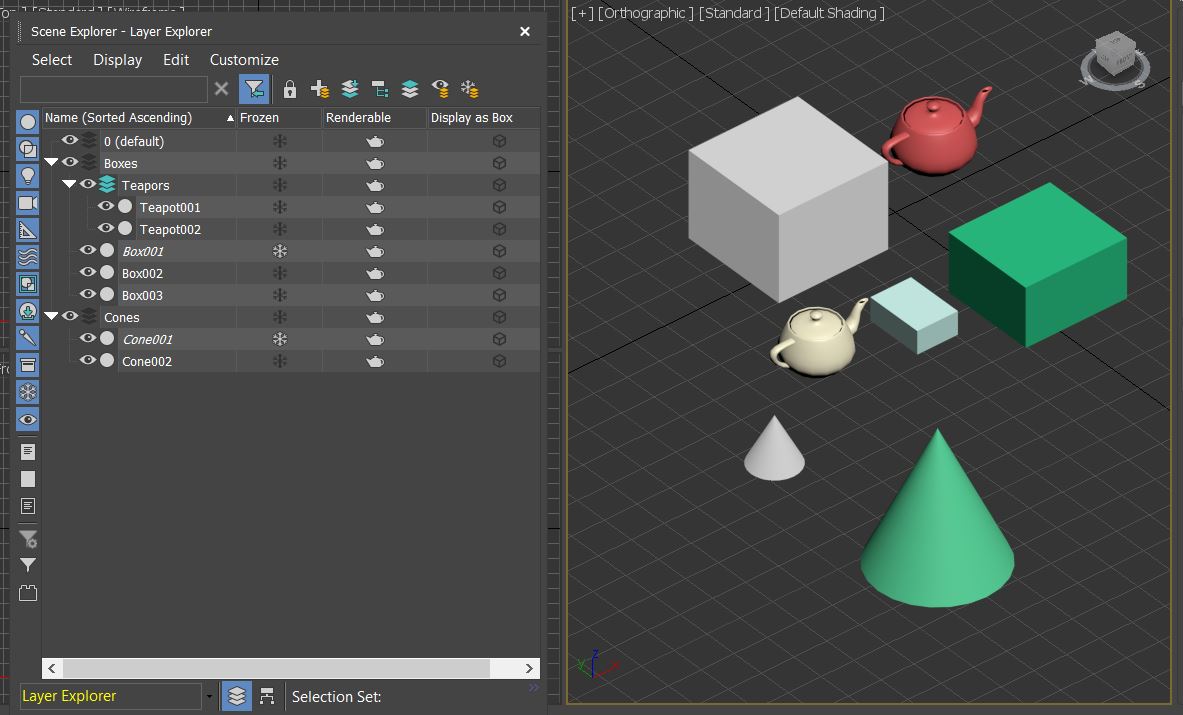 Scene Explorer - Layer Explorer
Select Display Edit Customize
Name (Sorted Ascending) Frozen Renderable Display as Box
0 (default)
Boxes
Teapors
Teapot001
Teapot002
Box001
Box002
Box003
Cones
Cone001
Cone002
Layer Explorer
Selection Set:
[+] [Orthographic ] [Standard ] [Default Shading ]
Z